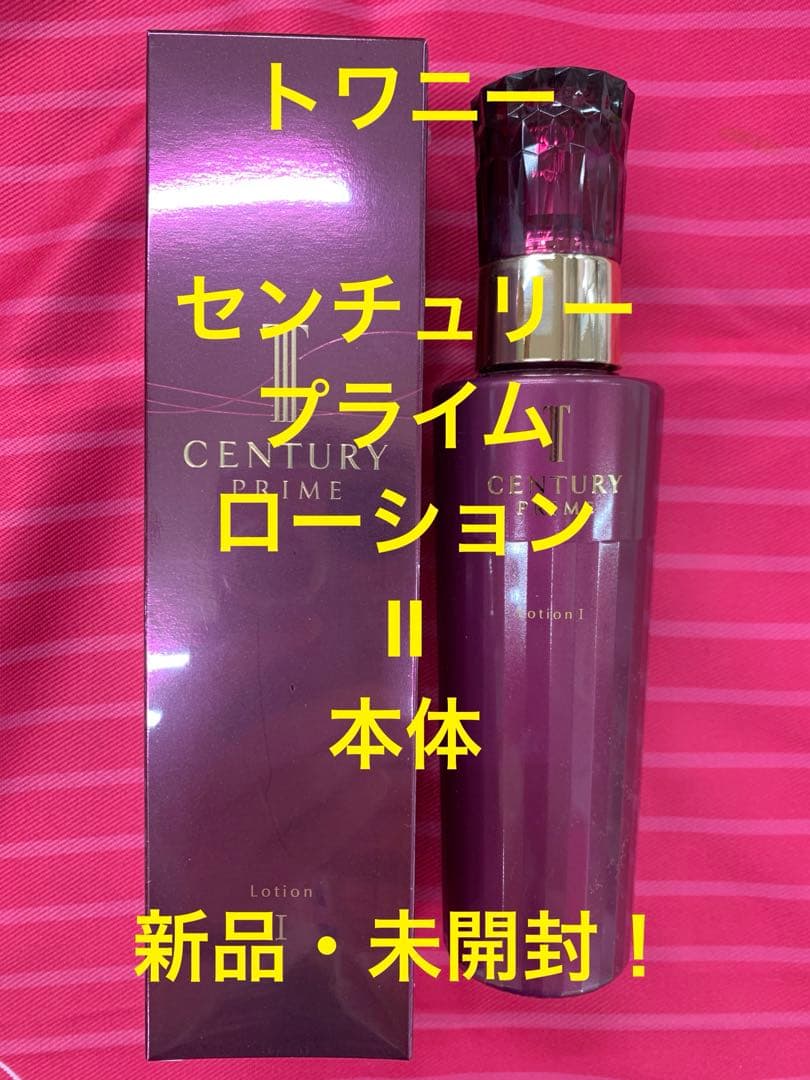 トワニー
センチュリー
プライム
ローション
II
本体
新品・未開封！
T
CENTURY
PRIME
Lotion
I
T
CENTURY
PRIME
Lotion I